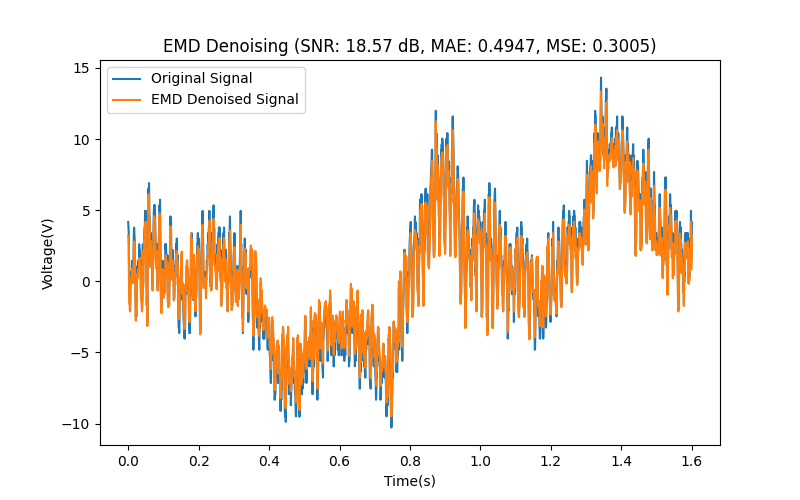 EMD Denoising (SNR: 18.57 dB, MAE: 0.4947, MSE: 0.3005)
Original Signal
EMD Denoised Signal
15
10
5
0
−5
−10
Voltage(V)
0.0 0.2 0.4 0.6 0.8 1.0 1.2 1.4 1.6
Time(s)